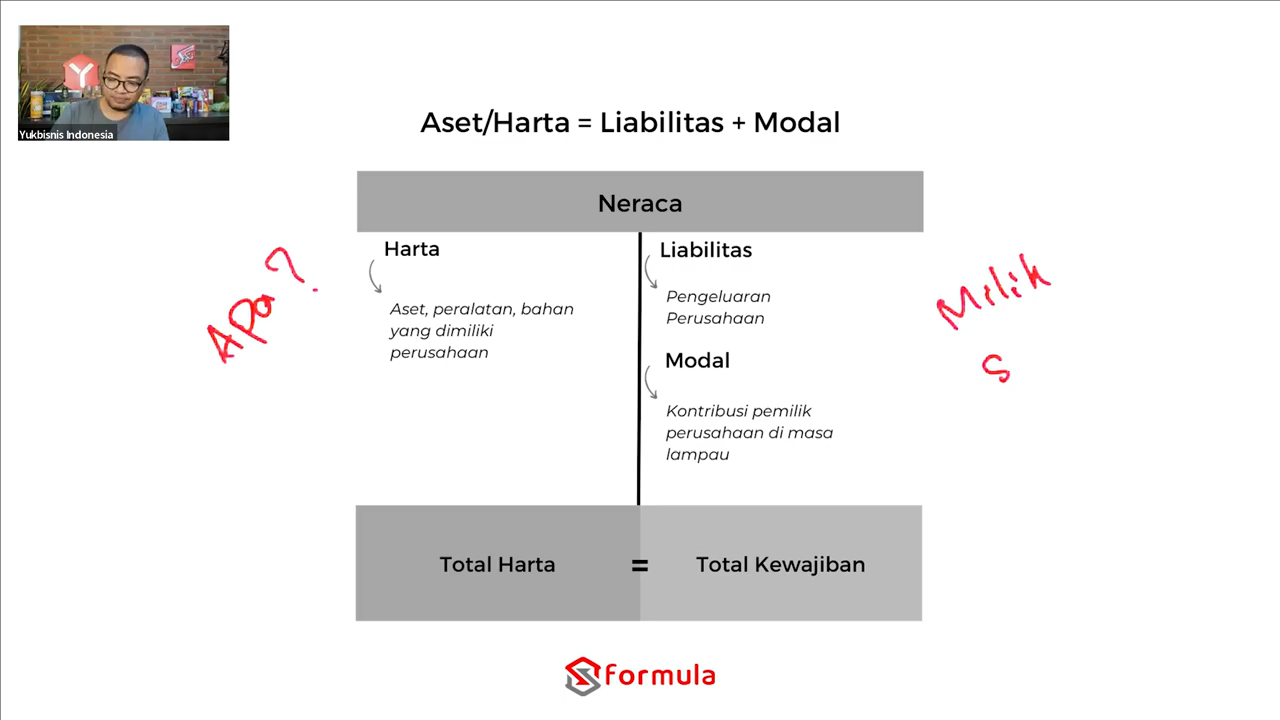 Yukbisnis Indonesia
Aset/Harta = Liabilitas + Modal
Neraca
Harta
Aset, peralatan, bahan
yang dimiliki
perusahaan
Liabilitas
Pengeluaran
Perusahaan
Modal
Kontribusi pemilik
perusahaan di masa
lampau
Apa?
Milik
S
Total Harta = Total Kewajiban
formula